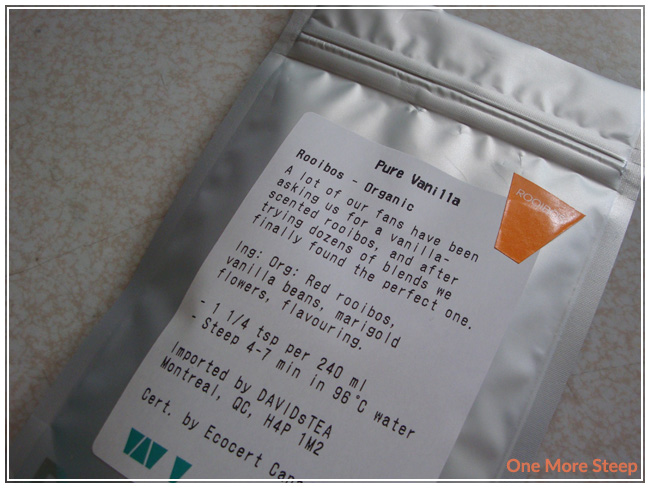 Pure Vanilla
Rooibos - Organic
A lot of our fans have been
asking us for a vanilla-
scented rooibos, and after
trying dozens of blends we
finally found the perfect one.
Ing: Org: Red rooibos,
vanilla beans, marigold
flowers, flavouring.
- 1 1/4 tsp per 240 ml
- Steep 4-7 min in 96°C water
Imported by DAVIDsTEA
Montreal, QC, H4P 1M2
Cert. by Ecocert
ROOIBOS
One More Steep